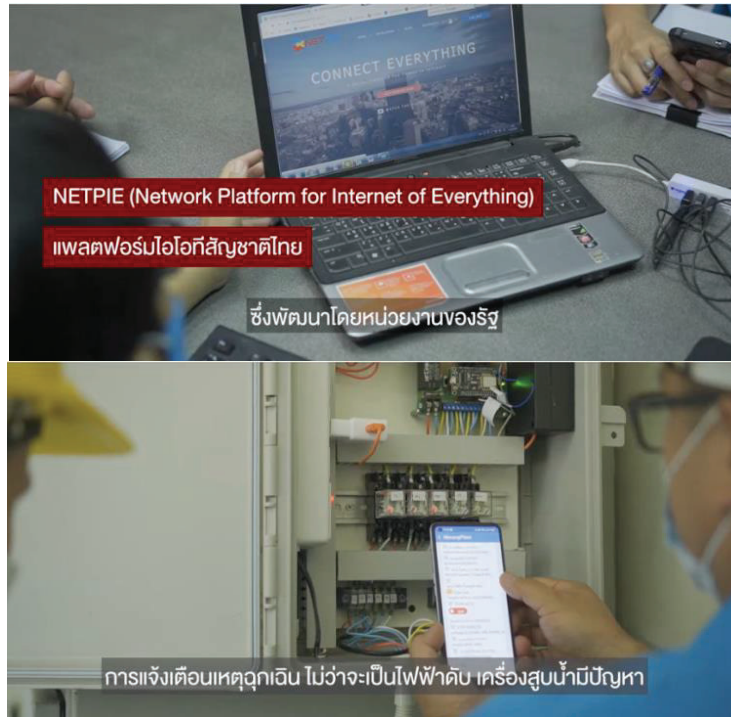 CONNECT EVERYTHING
NETPIE (Network Platform for Internet of Everything)
แพลตฟอร์มไอโอทีสัญชาติไทย
ซึ่งพัฒนาโดยหน่วยงานของรัฐ
การแจ้งเตือนเหตุฉุกเฉิน ไม่ว่าจะเป็นไฟฟ้าดับ เครื่องสูบน้ำมีปัญหา